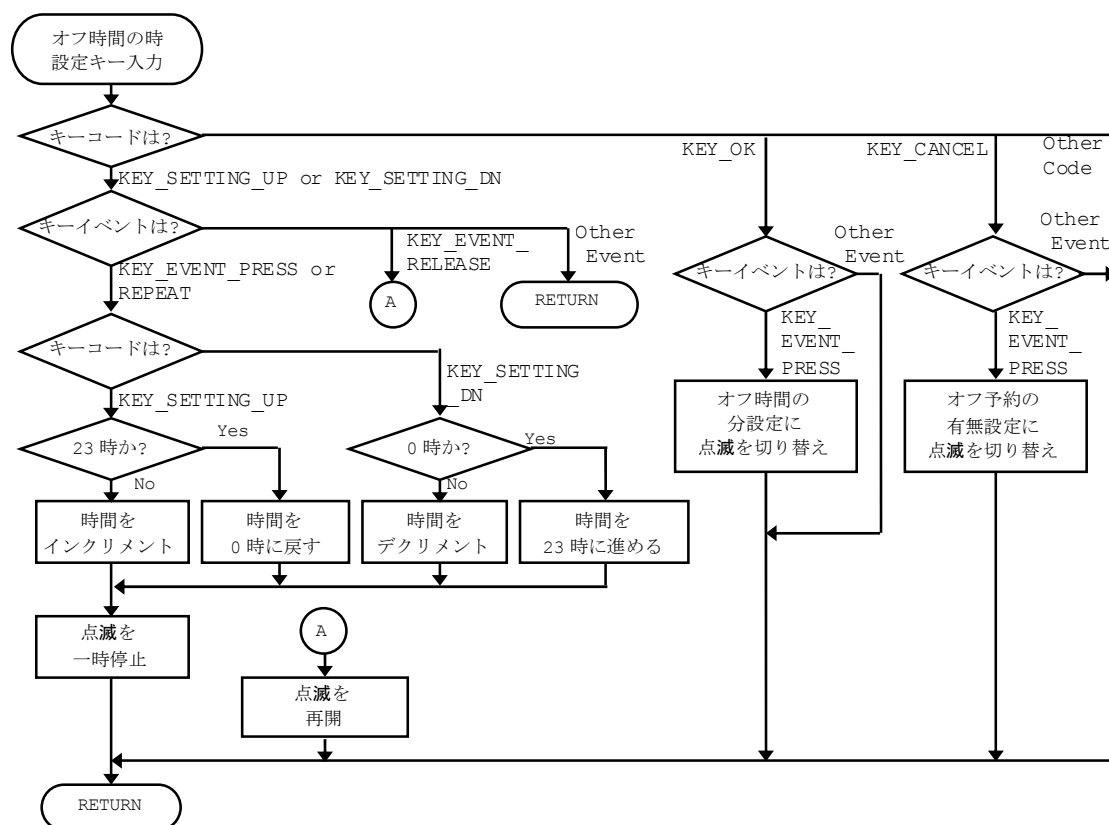 オフ時間の時
設定キー入力
キーコードは?
KEY_OK
KEY_CANCEL
Other
Code
KEY_SETTING_UP or KEY_SETTING_DN
キーイベントは?
KEY_EVENT_
RELEASE
Other
Event
KEY_EVENT_PRESS or
REPEAT
A
RETURN
キーイベントは?
Other
Event
キーイベントは?
Other
Event
キーコードは?
KEY_SETTING
_DN
KEY_EVENT_
PRESS
KEY_EVENT_
PRESS
KEY_SETTING_UP
23時か?
Yes
No
0時か?
Yes
No
オフ時間の
分設定に
点滅を切り替え
オフ予約の
有無設定に
点滅を切り替え
時間を
インクリメント
時間を
0時に戻す
時間を
デクリメント
時間を
23時に進める
点滅を
一時停止
A
点滅を
再開
RETURN